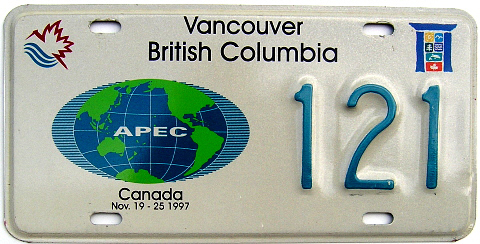 Vancouver
British Columbia
APEC
121
Canada
Nov. 19 - 25 1997